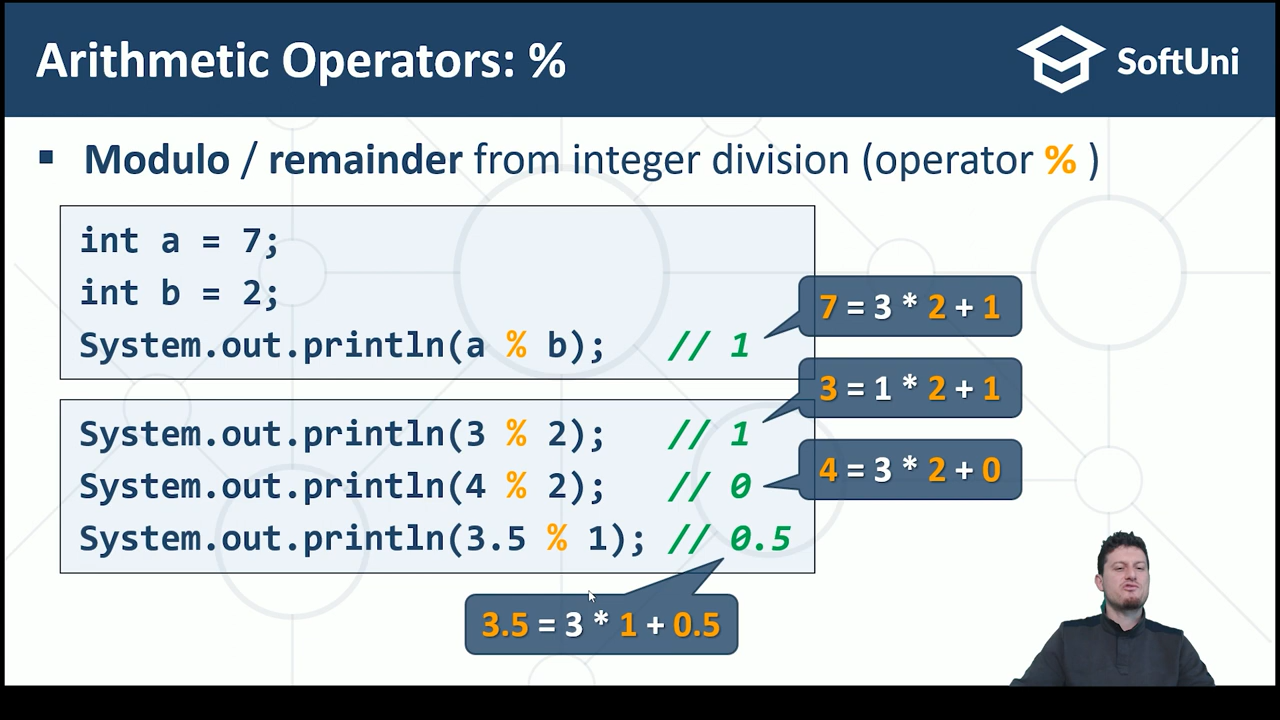 Arithmetic Operators: %
SoftUni
▪ Modulo / remainder from integer division (operator % )
int a = 7;
int b = 2;
System.out.println(a % b); // 1
7 = 3 * 2 + 1
3 = 1 * 2 + 1
System.out.println(3 % 2); // 1
System.out.println(4 % 2); // 0
4 = 3 * 2 + 0
System.out.println(3.5 % 1); // 0.5
3.5 = 3 * 1 + 0.5